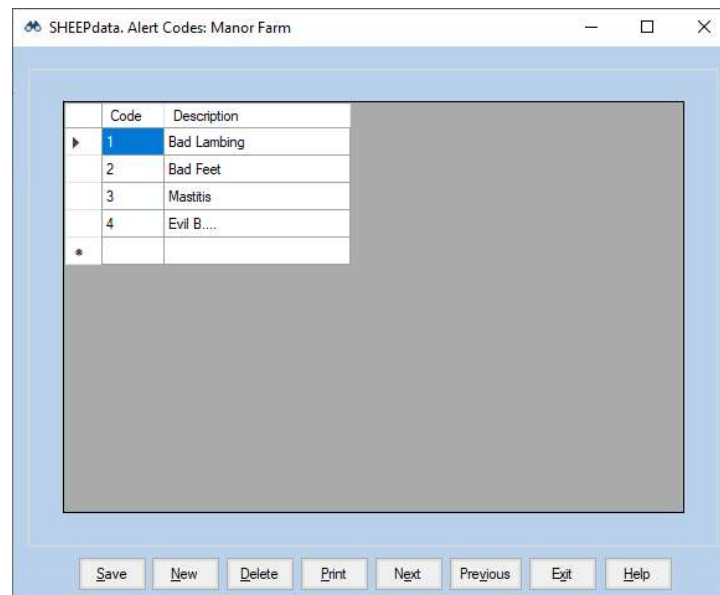 SHEEPdata. Alert Codes: Manor Farm
Code Description
1 Bad Lambing
2 Bad Feet
3 Mastitis
4 Evil B....
Save New Delete Print Next Previous Exit Help